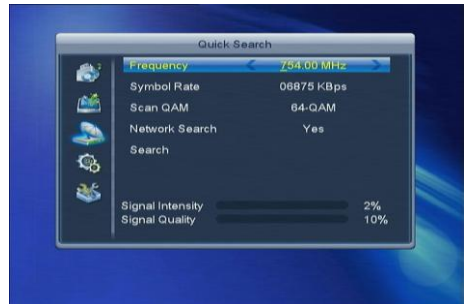 Quick Search
Frequency < 754.00 MHz >
Symbol Rate 06875 KBps
Scan QAM 64-QAM
Network Search Yes
Search
Signal Intensity 2%
Signal Quality 10%